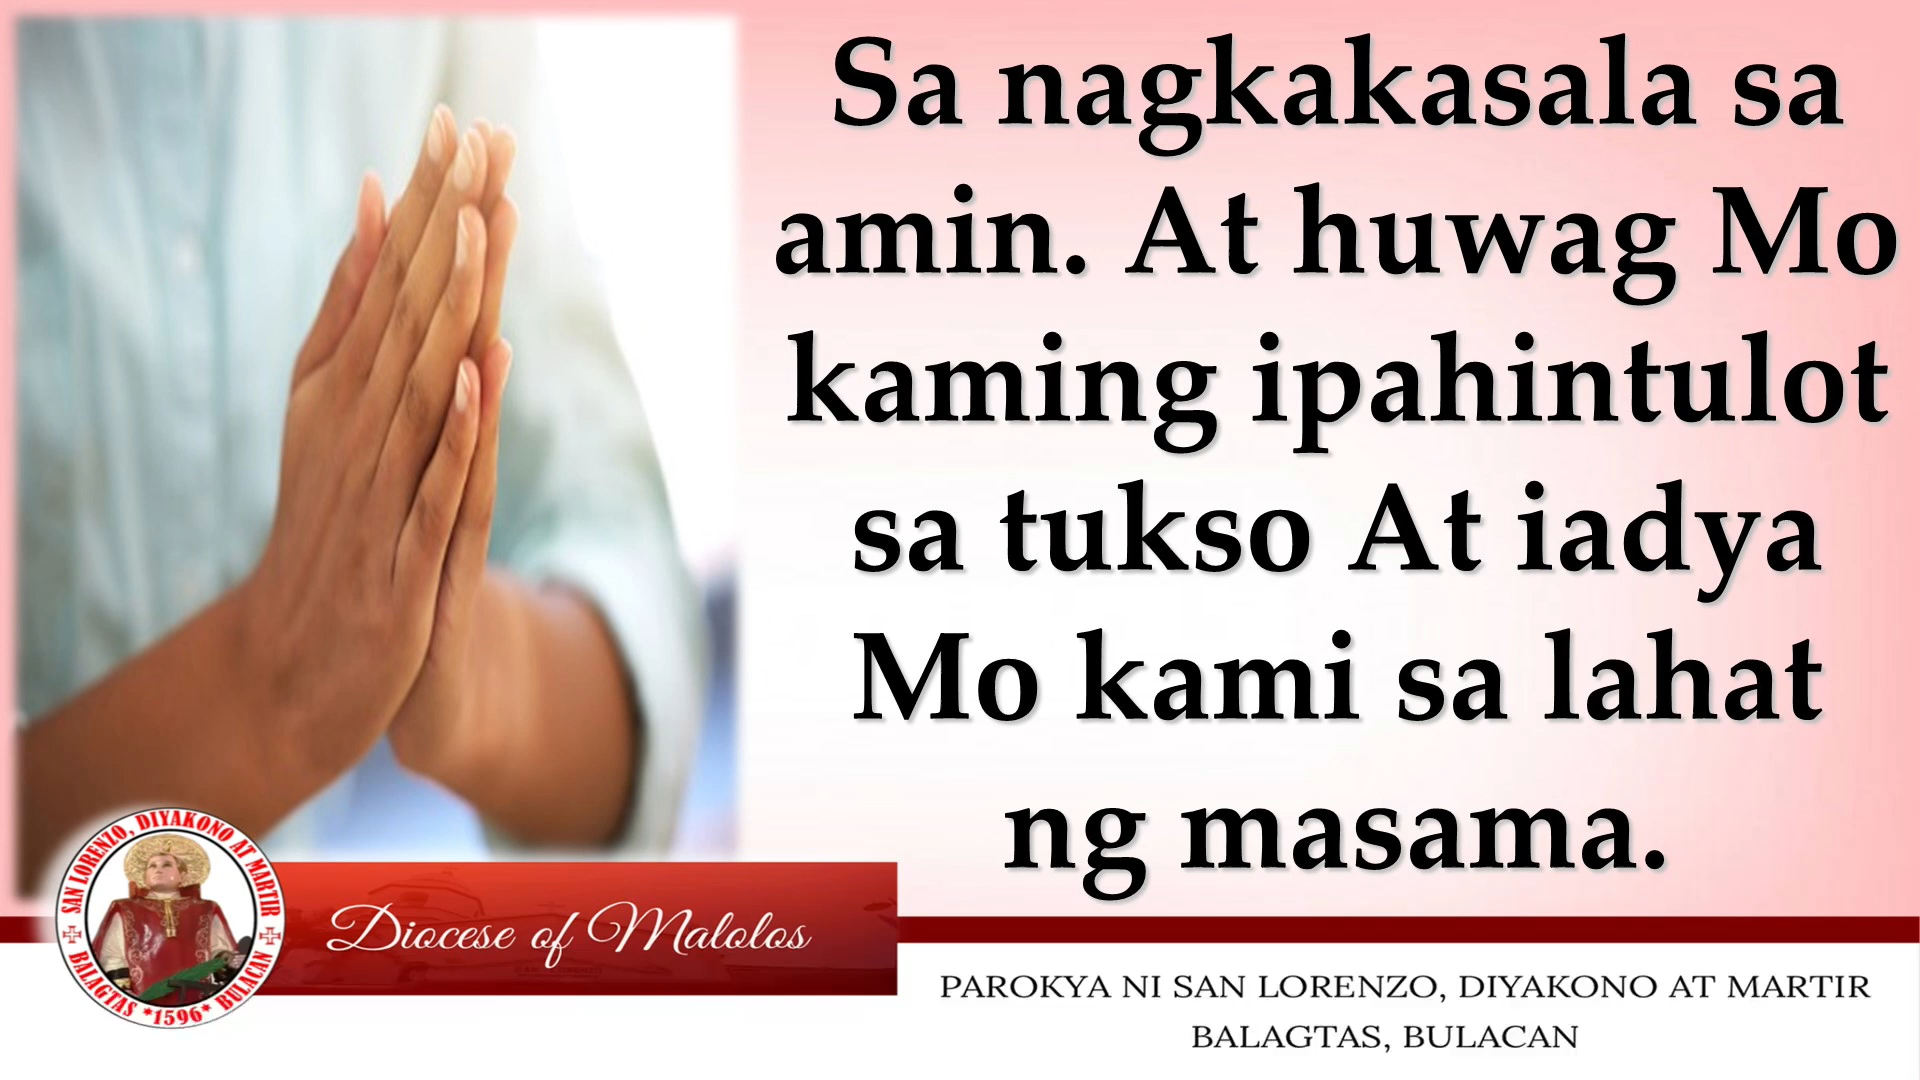 Sa nagkakasala sa
amin. At huwag Mo
kaming ipahintulot
sa tukso At iadya
Mo kami sa lahat
ng masama.
SAN LORENZO, DIYAKONO AT MARTIR
BALAGTAS *1596* BULACAN
Diocese of Malolos
PAROKYA NI SAN LORENZO, DIYAKONO AT MARTIR
BALAGTAS, BULACAN